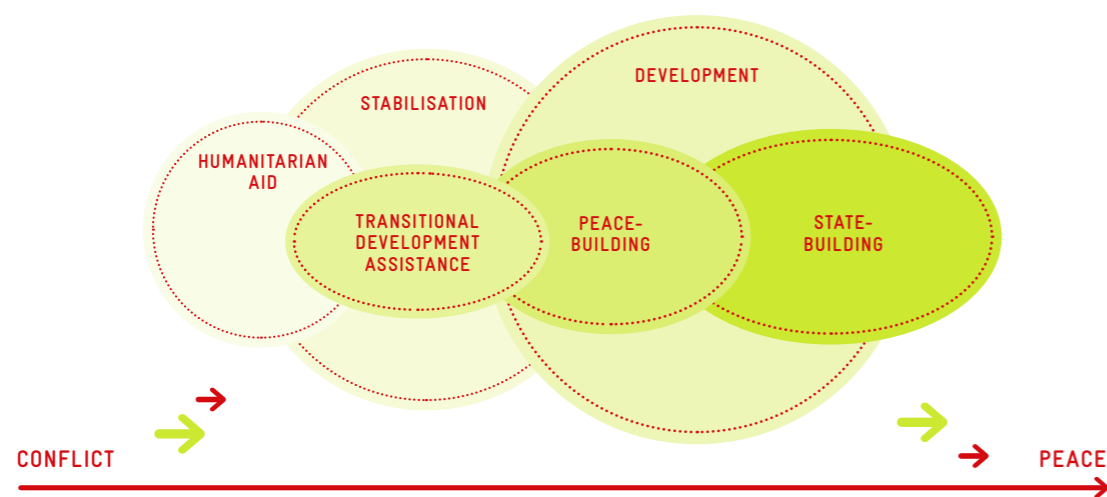 DEVELOPMENT
STABILISATION
HUMANITARIAN
AID
TRANSITIONAL
DEVELOPMENT
ASSISTANCE
PEACE-
BUILDING
STATE-
BUILDING
CONFLICT
PEACE